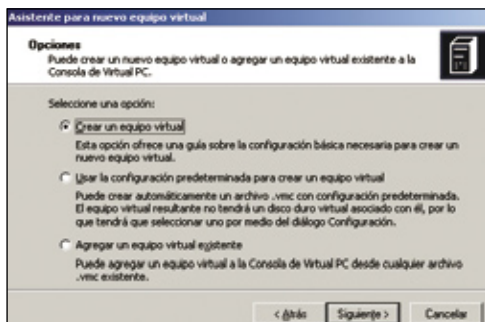 Asistente para nuevo equipo virtual
Opciones
Puede crear un nuevo equipo virtual o agregar un equipo virtual existente a la
Consola de Virtual PC.
Seleccione una opción:
Crear un equipo virtual
Esta opción ofrece una guía sobre la configuración básica necesaria para crear un
nuevo equipo virtual.
Usar la configuración predeterminada para crear un equipo virtual
Puede crear automáticamente un archivo .vmc con configuración predeterminada.
El equipo virtual resultante no tendrá un disco duro virtual asociado con él, por lo
que tendrá que seleccionar uno por medio del diálogo Configuración.
Agregar un equipo virtual existente
Puede agregar un equipo virtual a la Consola de Virtual PC desde cualquier archivo
.vmc existente.
< Atrás Siguiente > Cancelar